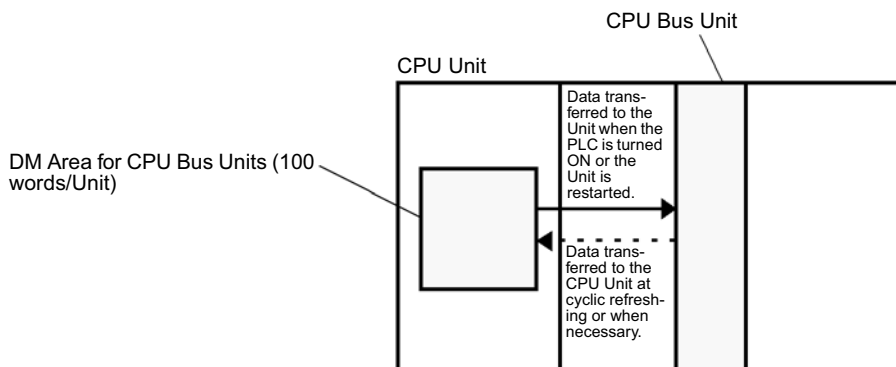 CPU Bus Unit
CPU Unit
Data trans-
ferred to the
Unit when the
PLC is turned
ON or the
Unit is
restarted.
DM Area for CPU Bus Units (100
words/Unit)
Data trans-
ferred to the
CPU Unit at
cyclic refresh-
ing or when
necessary.